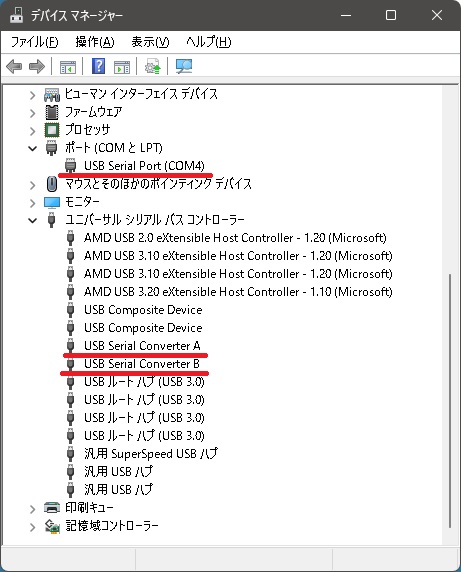 デバイス マネージャー
ファイル(F) 操作(A) 表示(V) ヘルプ(H)
ヒューマン インターフェイス デバイス
ファームウェア
プロセッサ
ポート (COM と LPT)
USB Serial Port (COM4)
マウスとそのほかのポインティング デバイス
モニター
ユニバーサル シリアル バス コントローラー
AMD USB 2.0 eXtensible Host Controller - 1.20 (Microsoft)
AMD USB 3.10 eXtensible Host Controller - 1.20 (Microsoft)
AMD USB 3.10 eXtensible Host Controller - 1.20 (Microsoft)
AMD USB 3.20 eXtensible Host Controller - 1.10 (Microsoft)
USB Composite Device
USB Composite Device
USB Serial Converter A
USB Serial Converter B
USB ルート ハブ (USB 3.0)
USB ルート ハブ (USB 3.0)
USB ルート ハブ (USB 3.0)
USB ルート ハブ (USB 3.0)
汎用 SuperSpeed USB ハブ
汎用 USB ハブ
汎用 USB ハブ
印刷キュー
記憶域コントローラー